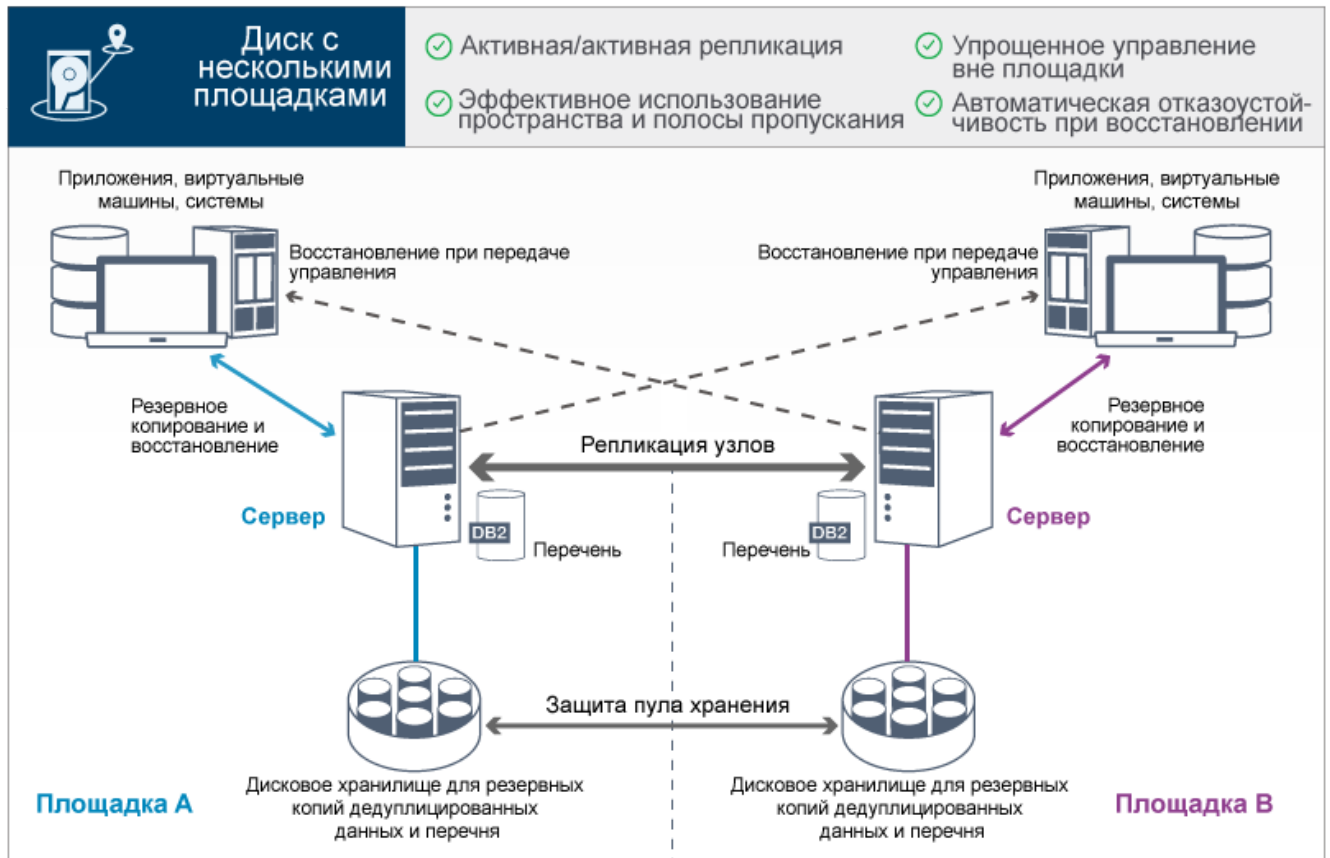 Диск с
несколькими
площадками
Активная/активная репликация
Эффективное использование
пространства и полосы пропускания
Упрощенное управление
вне площадки
Автоматическая отказоустой-
чивость при восстановлении
Приложения, виртуальные
машины, системы
Восстановление при передаче
управления
Приложения, виртуальные
машины, системы
Восстановление при передаче
управления
Резервное
копирование и
восстановление
Резервное
копирование и
восстановление
Репликация узлов
Сервер
DB2
Перечень
Перечень
DB2
Сервер
Защита пула хранения
Дисковое хранилище для резервных
копий дедуплицированных
данных и перечня
Дисковое хранилище для резервных
копий дедуплицированных
данных и перечня
Площадка A
Площадка B